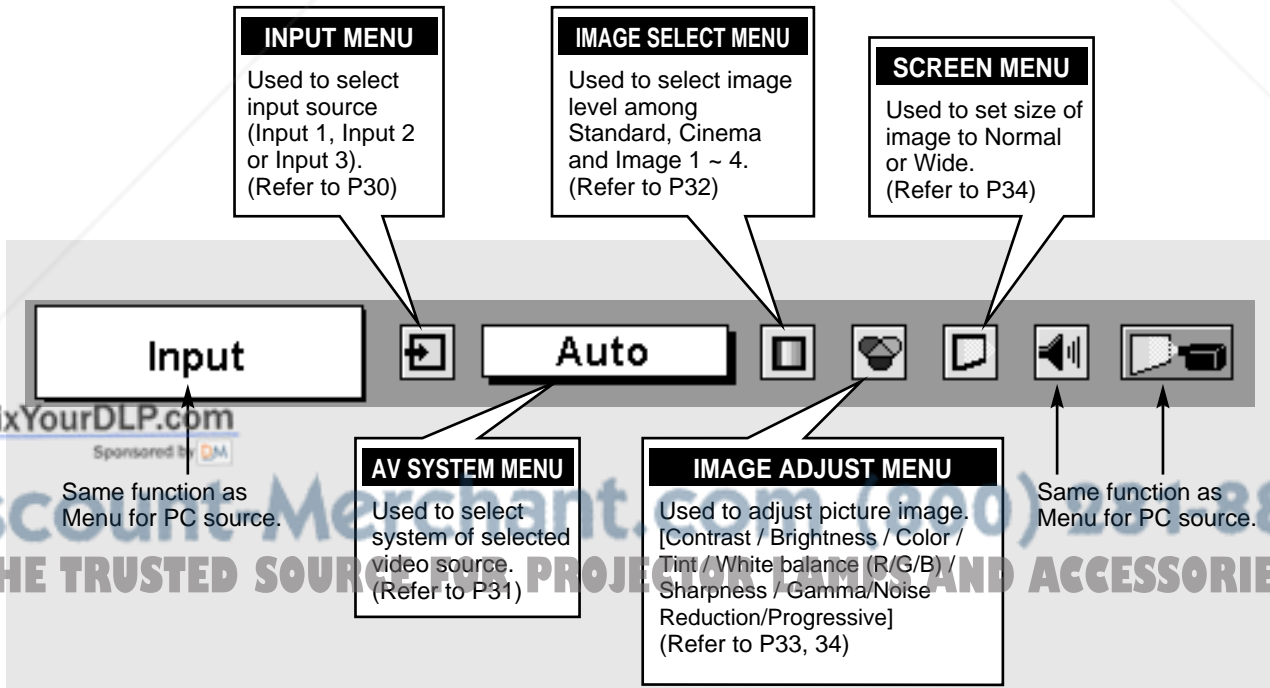 INPUT MENU
Used to select
input source
(Input 1, Input 2
or Input 3).
(Refer to P30)
IMAGE SELECT MENU
Used to select image
level among
Standard, Cinema
and Image 1 ~ 4.
(Refer to P32)
SCREEN MENU
Used to set size of
image to Normal
or Wide.
(Refer to P34)
Input
Auto
ixYourDLP.com
Sponsored by DM
Same function as
Menu for PC source.
AV SYSTEM MENU
Used to select
system of selected
video source.
(Refer to P31)
IMAGE ADJUST MENU
Used to adjust picture image.
[Contrast / Brightness / Color /
Tint / White balance (R/G/B) /
Sharpness / Gamma/Noise
Reduction/Progressive]
(Refer to P33, 34)
Same function as
Menu for PC source.
scount-Merchant.com (800) 281-88
HE TRUSTED SOURCE FOR PROJECTOR LAMPS AND ACCESSORIE